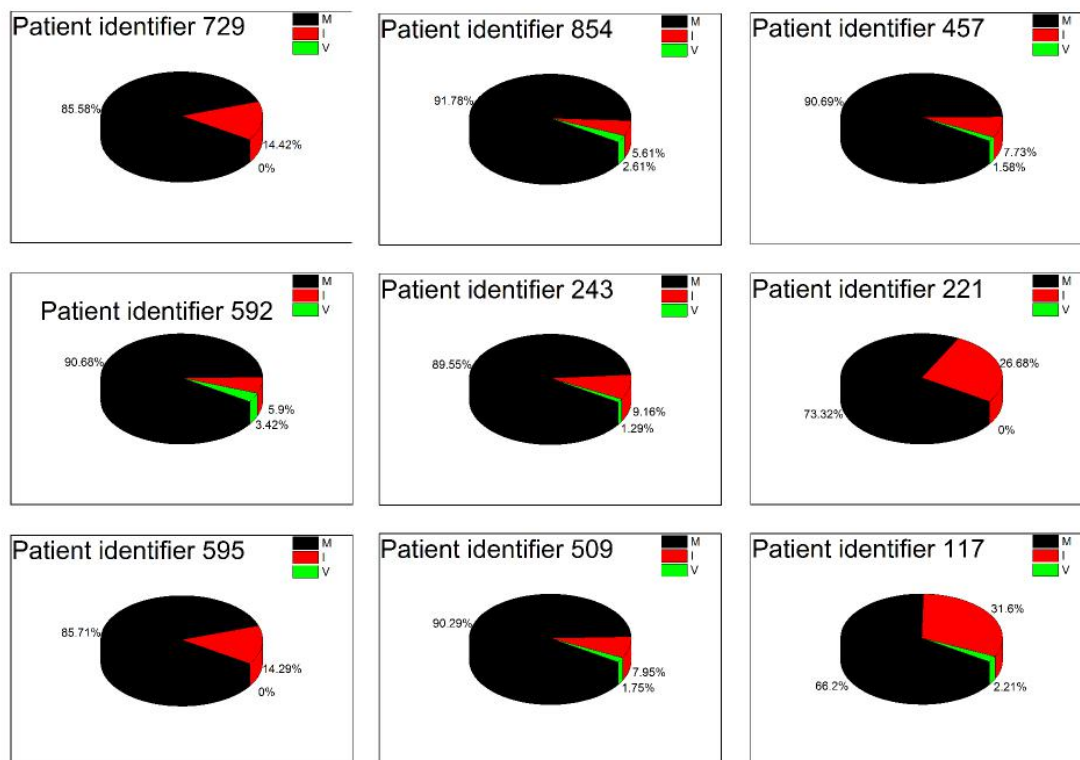 Patient identifier 729
M
I
V
85.58%
14.42%
0%
Patient identifier 854
M
I
V
91.78%
5.61%
2.61%
Patient identifier 457
M
I
V
90.69%
7.73%
1.58%
Patient identifier 592
M
I
V
90.68%
5.9%
3.42%
Patient identifier 243
M
I
V
89.55%
9.16%
1.29%
Patient identifier 221
M
I
V
26.68%
73.32%
0%
Patient identifier 595
M
I
V
85.71%
14.29%
0%
Patient identifier 509
M
I
V
90.29%
7.95%
1.75%
Patient identifier 117
M
I
V
31.6%
66.2%
2.21%